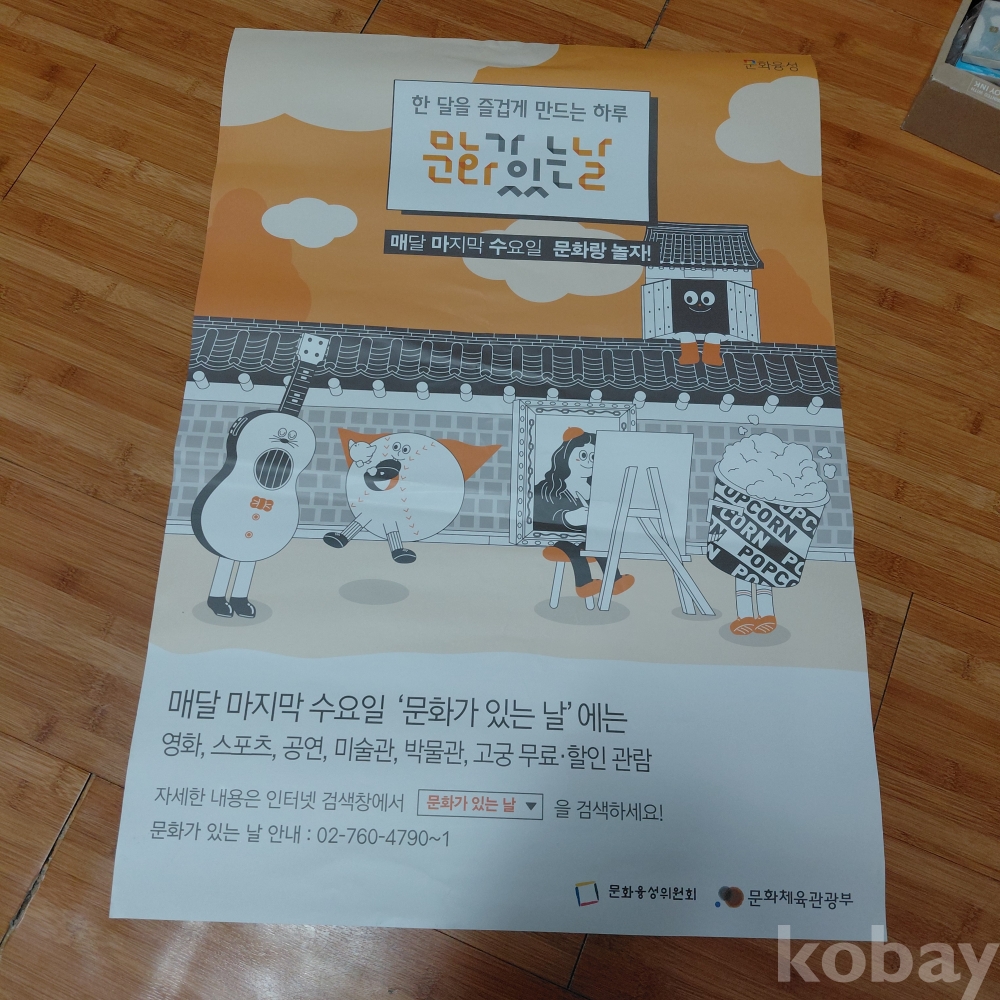 문화융성
한 달을 즐겁게 만드는 하루
문화가 있는 날
매달 마지막 수요일 문화랑 놀자!
OPCORN POPC
CORN
N POPCO
PO
매달 마지막 수요일 ‘문화가 있는 날’에는
영화, 스포츠, 공연, 미술관, 박물관, 고궁 무료·할인 관람
자세한 내용은 인터넷 검색창에서 문화가 있는 날 ▼ 을 검색하세요!
문화가 있는 날 안내 : 02-760-4790~1
문화융성위원회 문화체육관광부
kobay